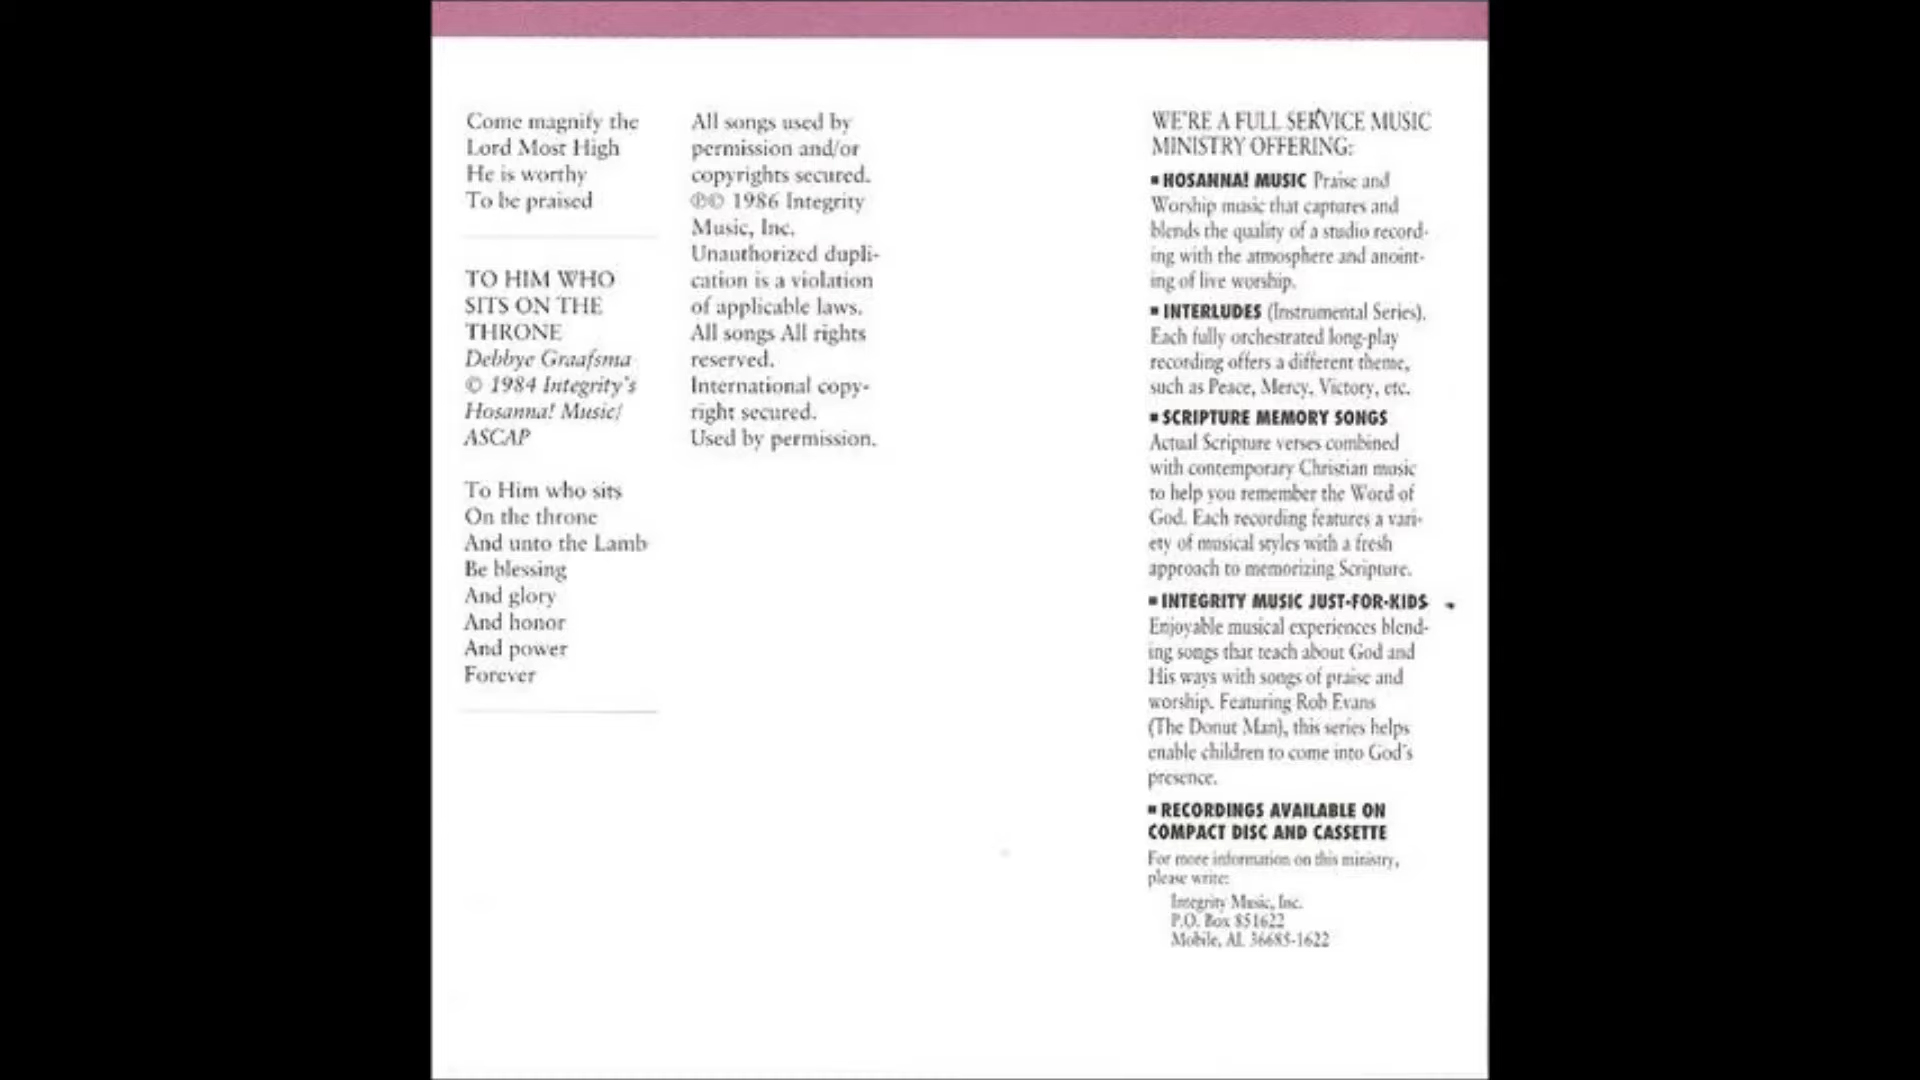 Come magnify the
Lord Most High
He is worthy
To be praised
TO HIM WHO
SITS ON THE
THRONE
Debbye Graafsma
© 1984 Integrity's
Hosanna! Music/
ASCAP
To Him who sits
On the throne
And unto the Lamb
Be blessing
And glory
And honor
And power
Forever
All songs used by
permission and/or
copyrights secured.
℗© 1986 Integrity
Music, Inc.
Unauthorized dupli-
cation is a violation
of applicable laws.
All songs All rights
reserved.
International copy-
right secured.
Used by permission.
WE'RE A FULL SERVICE MUSIC
MINISTRY OFFERING:
▪ HOSANNA! MUSIC Praise and
Worship music that captures and
blends the quality of a studio record-
ing with the atmosphere and anoint-
ing of live worship.
▪ INTERLUDES (Instrumental Series).
Each fully orchestrated long-play
recording offers a different theme,
such as Peace, Mercy, Victory, etc.
▪ SCRIPTURE MEMORY SONGS
Actual Scripture verses combined
with contemporary Christian music
to help you remember the Word of
God. Each recording features a vari-
ety of musical styles with a fresh
approach to memorizing Scripture.
▪ INTEGRITY MUSIC JUST-FOR-KIDS
Enjoyable musical experiences blend-
ing songs that teach about God and
His ways with songs of praise and
worship. Featuring Rob Evans
(The Donut Man), this series helps
enable children to come into God's
presence.
▪ RECORDINGS AVAILABLE ON
COMPACT DISC AND CASSETTE
For more information on this ministry,
please write:
Integrity Music, Inc.
P.O. Box 851622
Mobile, AL 36685-1622